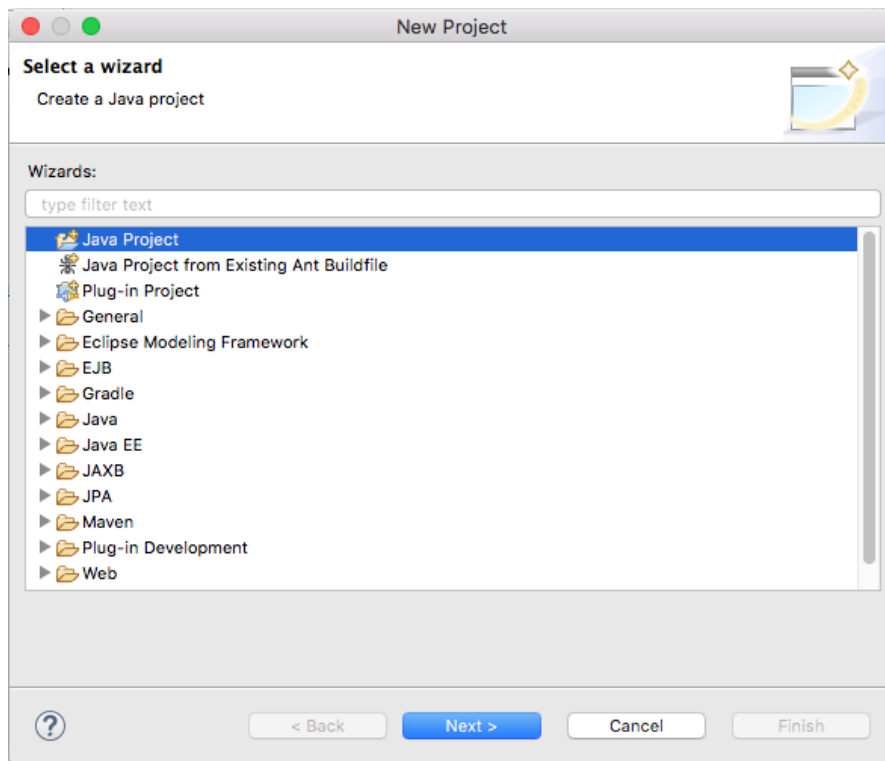 New Project
Select a wizard
Create a Java project
Wizards:
type filter text
Java Project
Java Project from Existing Ant Buildfile
Plug-in Project
General
Eclipse Modeling Framework
EJB
Gradle
Java
Java EE
JAXB
JPA
Maven
Plug-in Development
Web
? < Back Next > Cancel Finish